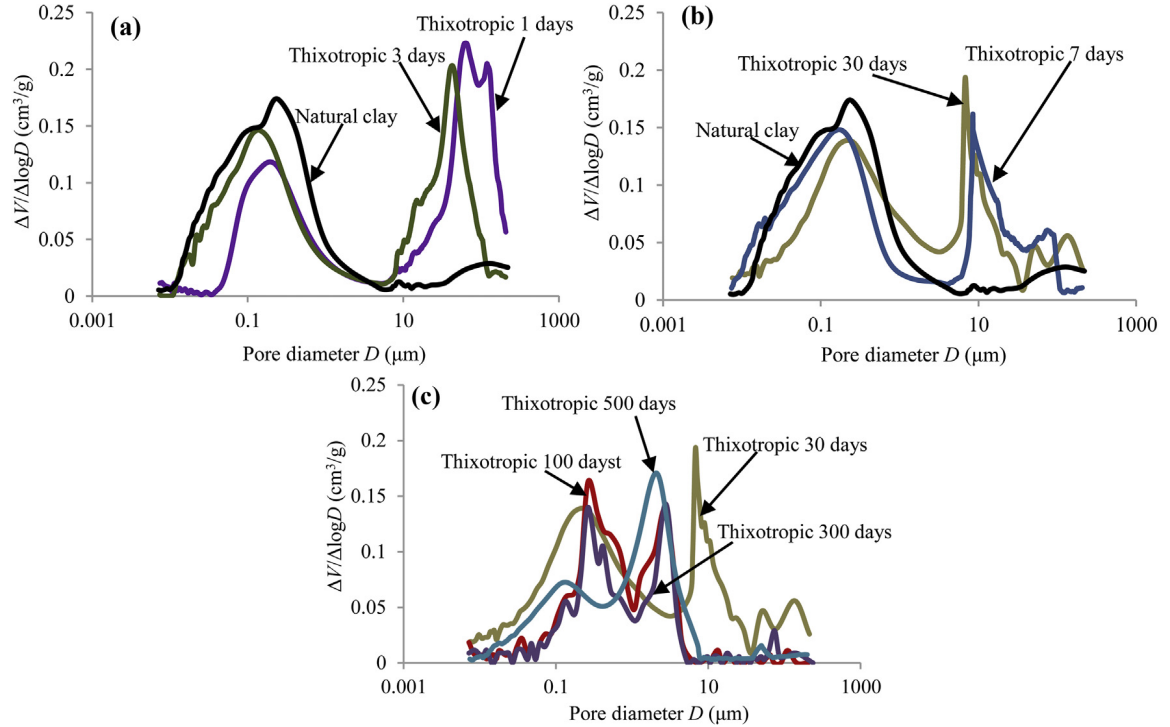 (a)
Thixotropic 1 days
Thixotropic 3 days
Natural clay
ΔV/ΔlogD (cm³/g)
0.25
0.2
0.15
0.1
0.05
0
0.001
0.1
10
1000
Pore diameter D (μm)
(b)
Thixotropic 30 days
Thixotropic 7 days
Natural clay
ΔV/ΔlogD (cm³/g)
0.25
0.2
0.15
0.1
0.05
0
0.001
0.1
10
1000
Pore diameter D (μm)
(c)
Thixotropic 500 days
Thixotropic 100 dayst
Thixotropic 30 days
Thixotropic 300 days
ΔV/ΔlogD (cm³/g)
0.25
0.2
0.15
0.1
0.05
0
0.001
0.1
10
1000
Pore diameter D (μm)